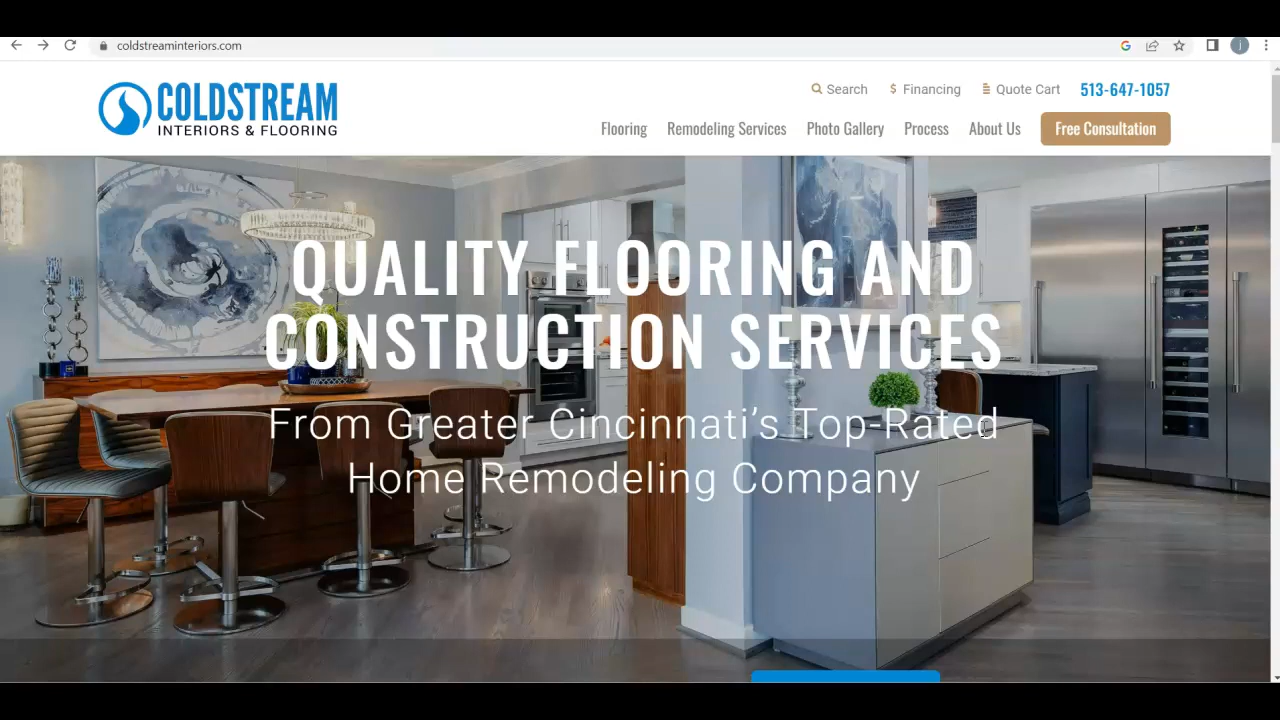 coldstreaminteriors.com
j
COLDSTREAM
INTERIORS & FLOORING
Search
$ Financing
Quote Cart
513-647-1057
Flooring
Remodeling Services
Photo Gallery
Process
About Us
Free Consultation
QUALITY FLOORING AND
CONSTRUCTION SERVICES
From Greater Cincinnati’s Top-Rated
Home Remodeling Company